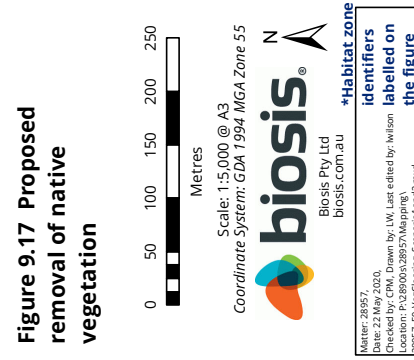 Figure 9.17 Proposed
removal of native
vegetation
0 50 100 150 200 250
Metres
Scale: 1:5,000 @ A3
Coordinate System: GDA 1994 MGA Zone 55
N
biosis®
Biosis Pty Ltd
biosis.com.au
Matter: 28957,
Date: 22 May 2020,
Checked by: CPM, Drawn by: LW, Last edited by: lwilson
Location: P:\28900s\28957\Mapping\
*Habitat zone
identifiers
labelled on
the figure